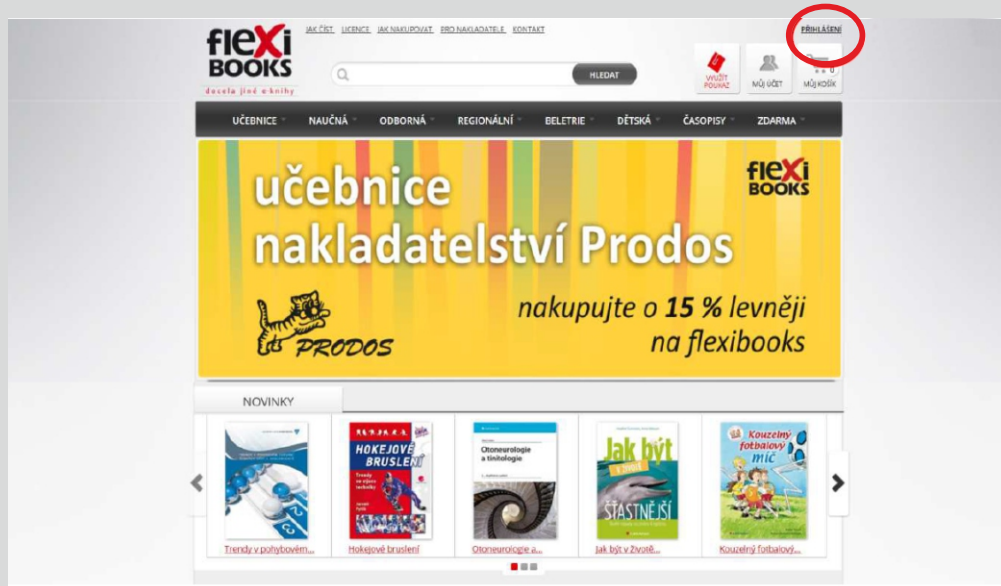 flexi
BOOKS
docela jiné e-knihy
JAK ČÍST LICENCE JAK NAKUPOVAT PRO NAKLADATELE KONTAKT
PŘIHLÁŠENÍ
HLEDAT
VYUŽÍT
POUKAZ
MŮJ ÚČET
0
MŮJ KOŠÍK
UČEBNICE NAUČNÁ ODBORNÁ REGIONÁLNÍ BELETRIE DĚTSKÁ ČASOPISY ZDARMA
učebnice
nakladatelství Prodos
flexi
BOOKS
nakupujte o 15 % levněji
na flexibooks
PRODOS
NOVINKY
HOKEJOVÉ
BRUSLENÍ
Trendy
Otoneurologie
a tinitologie
Jak být
V ŽIVOTĚ
ŠŤASTNĚJŠÍ
Kouzelný
fotbalový
míč
Trendy v pohybovém...
Hokejové bruslení
Otoneurologie a...
Jak být v životě...
Kouzelný fotbalový...